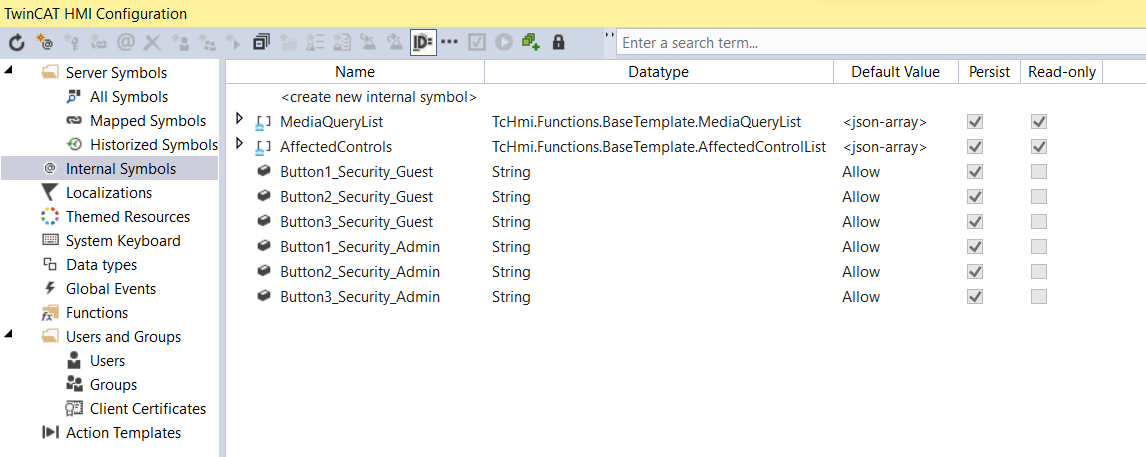 TwinCAT HMI Configuration
ID= Enter a search term...
Server Symbols
All Symbols
Mapped Symbols
Historized Symbols
Internal Symbols
Localizations
Themed Resources
System Keyboard
Data types
Global Events
Functions
Users and Groups
Users
Groups
Client Certificates
Action Templates
Name Datatype Default Value Persist Read-only
<create new internal symbol>
MediaQueryList TcHmi.Functions.BaseTemplate.MediaQueryList <json-array>
AffectedControls TcHmi.Functions.BaseTemplate.AffectedControlList <json-array>
Button1_Security_Guest String Allow
Button2_Security_Guest String Allow
Button3_Security_Guest String Allow
Button1_Security_Admin String Allow
Button2_Security_Admin String Allow
Button3_Security_Admin String Allow